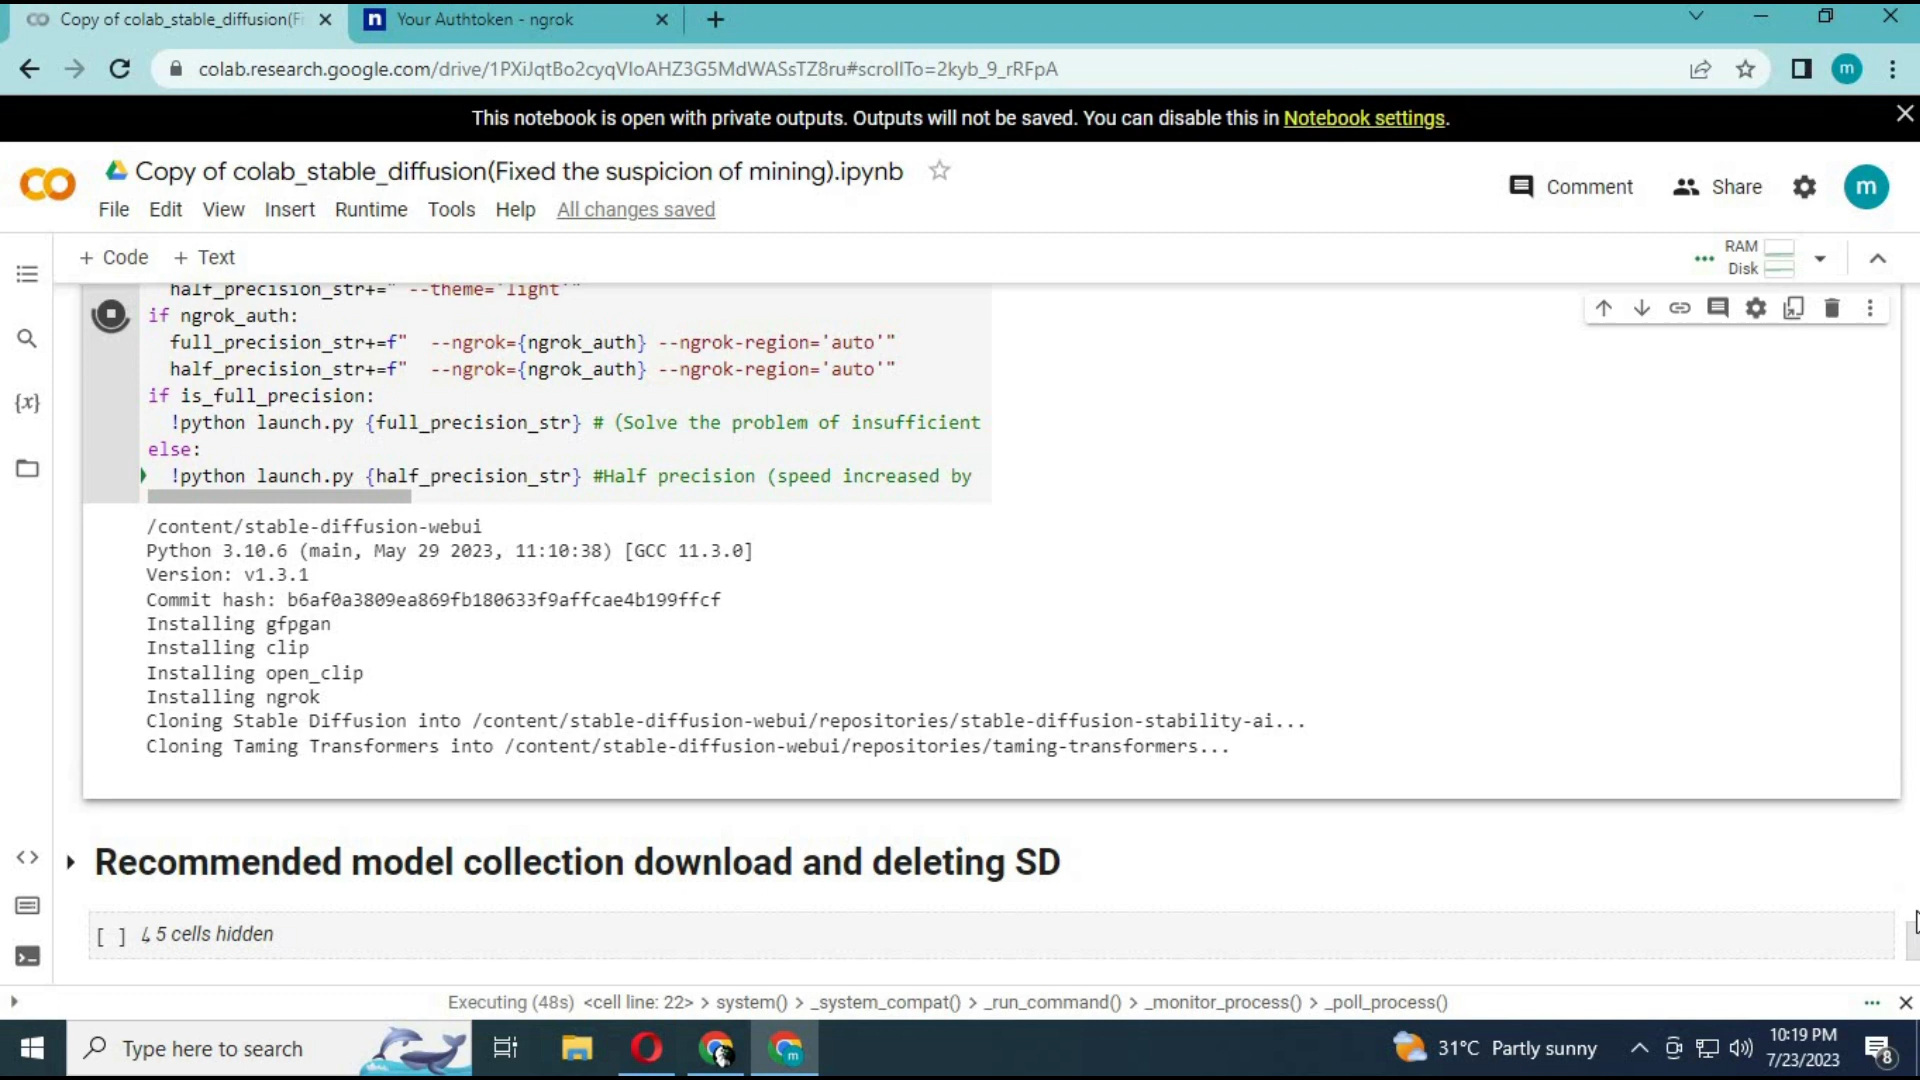 Copy of colab_stable_diffusion(Fi
Your Authtoken - ngrok
colab.research.google.com/drive/1PXiJqtBo2cyqVIoAHZ3G5MdWASsTZ8ru#scrollTo=2kyb_9_rRFpA
m
This notebook is open with private outputs. Outputs will not be saved. You can disable this in Notebook settings.
Copy of colab_stable_diffusion(Fixed the suspicion of mining).ipynb
Comment
Share
m
File Edit View Insert Runtime Tools Help All changes saved
+ Code + Text
RAM
Disk
half_precision_str+=" --theme='light'"
if ngrok_auth:
full_precision_str+=f" --ngrok={ngrok_auth} --ngrok-region='auto'"
half_precision_str+=f" --ngrok={ngrok_auth} --ngrok-region='auto'"
if is_full_precision:
!python launch.py {full_precision_str} # (Solve the problem of insufficient
else:
!python launch.py {half_precision_str} #Half precision (speed increased by
/content/stable-diffusion-webui
Python 3.10.6 (main, May 29 2023, 11:10:38) [GCC 11.3.0]
Version: v1.3.1
Commit hash: b6af0a3809ea869fb180633f9affcae4b199ffcf
Installing gfpgan
Installing clip
Installing open_clip
Installing ngrok
Cloning Stable Diffusion into /content/stable-diffusion-webui/repositories/stable-diffusion-stability-ai...
Cloning Taming Transformers into /content/stable-diffusion-webui/repositories/taming-transformers...
Recommended model collection download and deleting SD
[ ] ↳ 5 cells hidden
Executing (48s) <cell line: 22> > system() > _system_compat() > _run_command() > _monitor_process() > _poll_process()
Type here to search
31°C Partly sunny
10:19 PM
7/23/2023
8